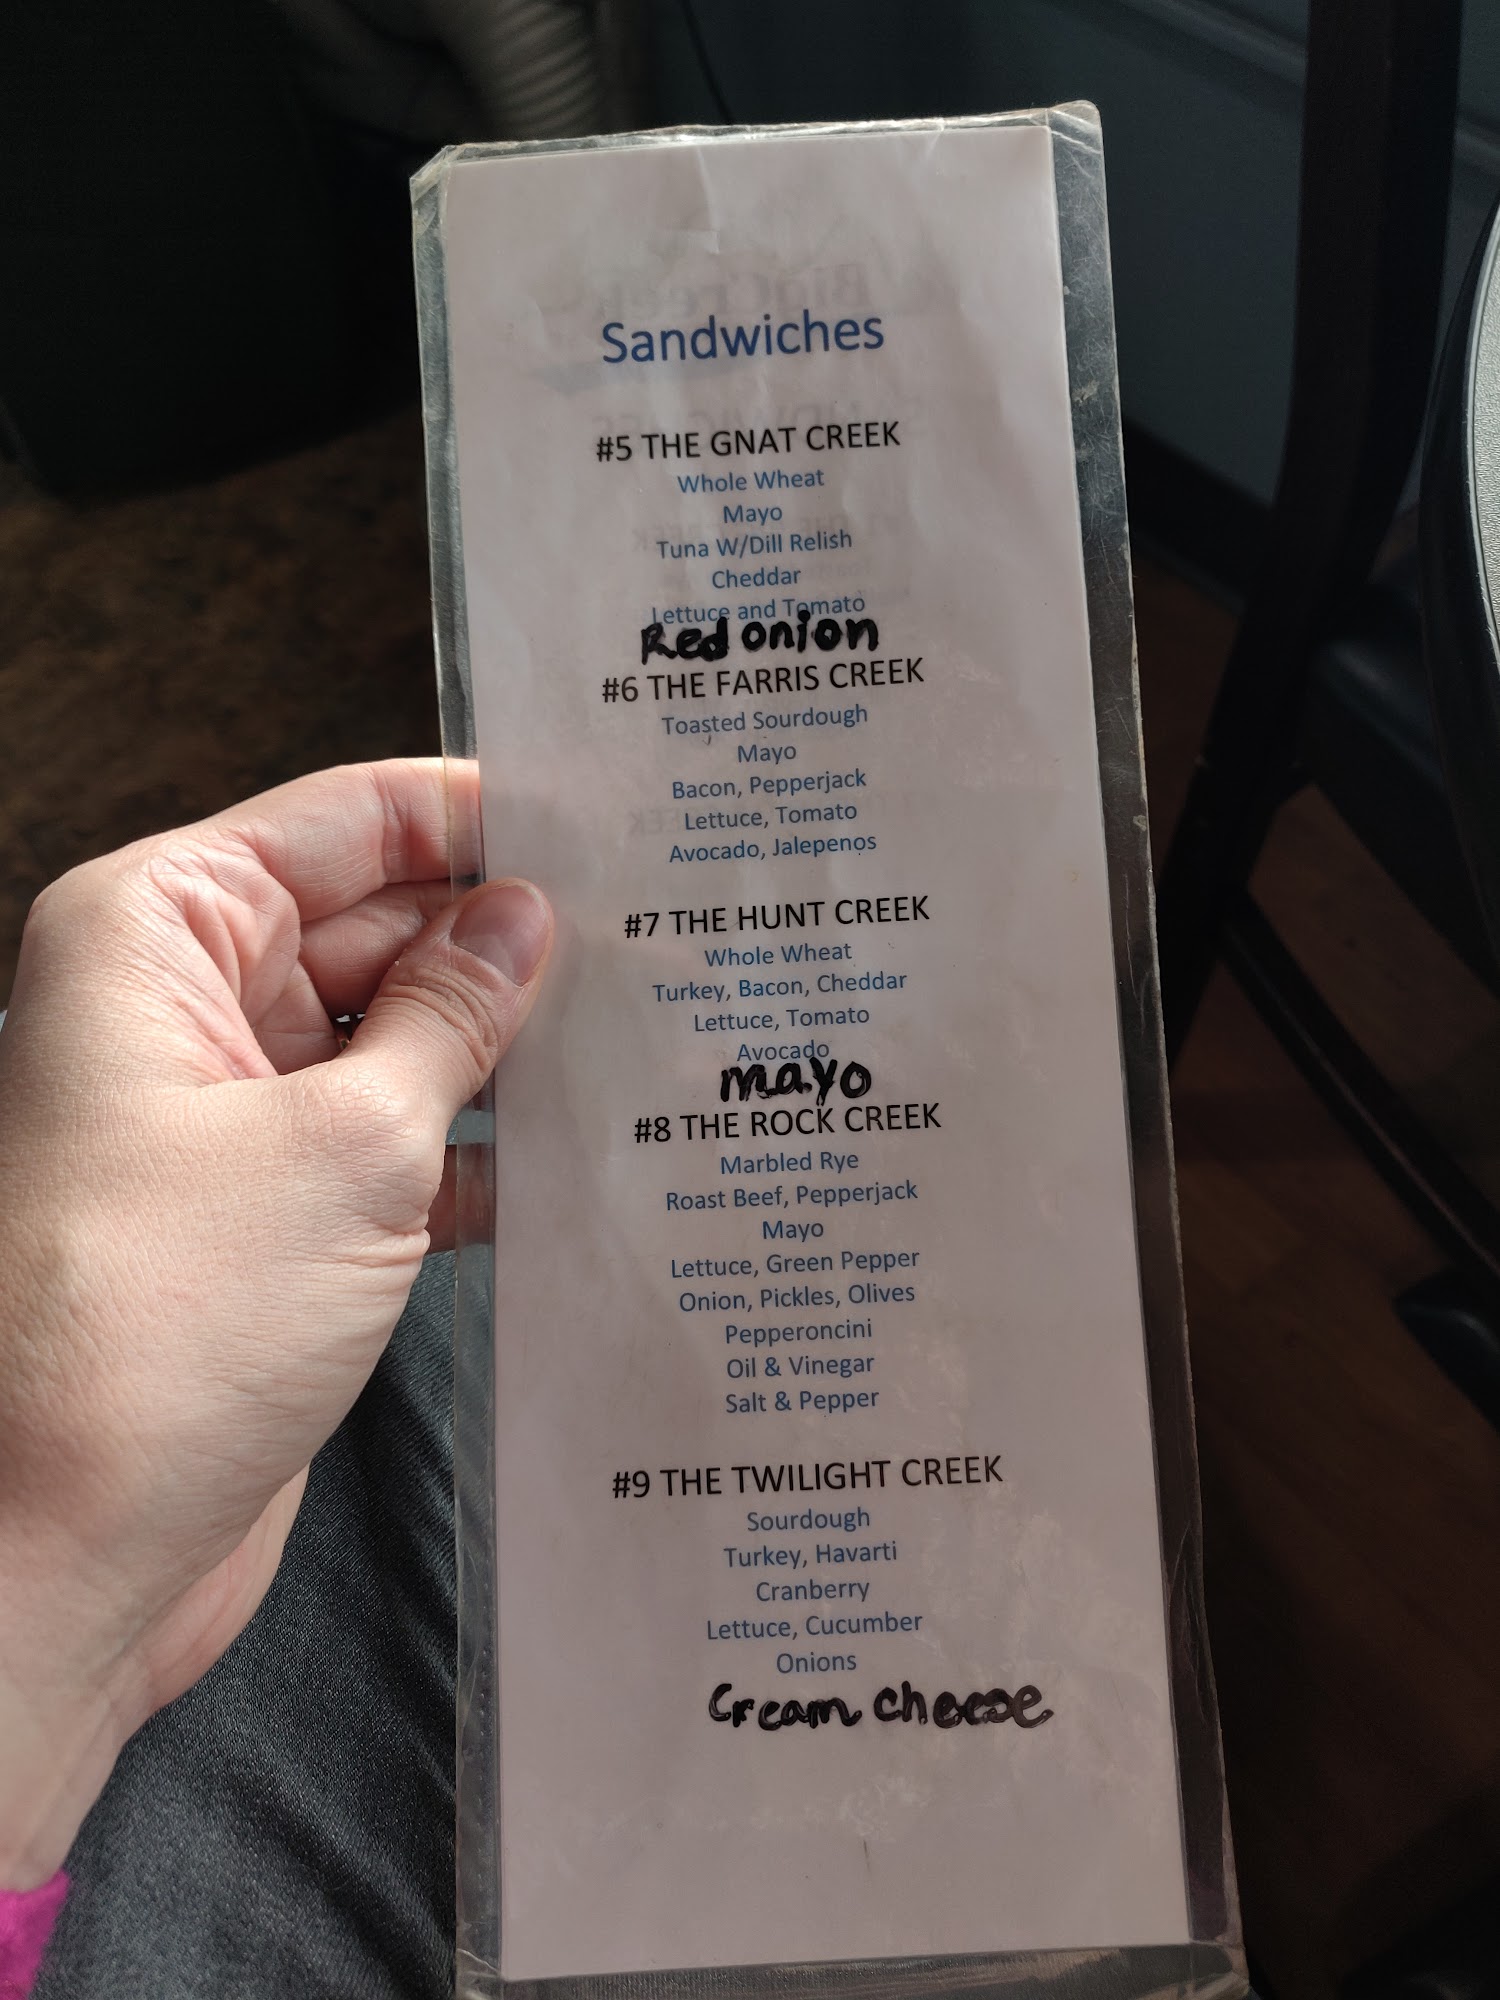 Sandwiches
#5 THE GNAT CREEK
Whole Wheat
Mayo
Tuna W/Dill Relish
Cheddar
Lettuce and Tomato
Red onion
#6 THE FARRIS CREEK
Toasted Sourdough
Mayo
Bacon, Pepperjack
Lettuce, Tomato
Avocado, Jalepenos
#7 THE HUNT CREEK
Whole Wheat
Turkey, Bacon, Cheddar
Lettuce, Tomato
Avocado
mayo
#8 THE ROCK CREEK
Marbled Rye
Roast Beef, Pepperjack
Mayo
Lettuce, Green Pepper
Onion, Pickles, Olives
Pepperoncini
Oil & Vinegar
Salt & Pepper
#9 THE TWILIGHT CREEK
Sourdough
Turkey, Havarti
Cranberry
Lettuce, Cucumber
Onions
Cream cheese